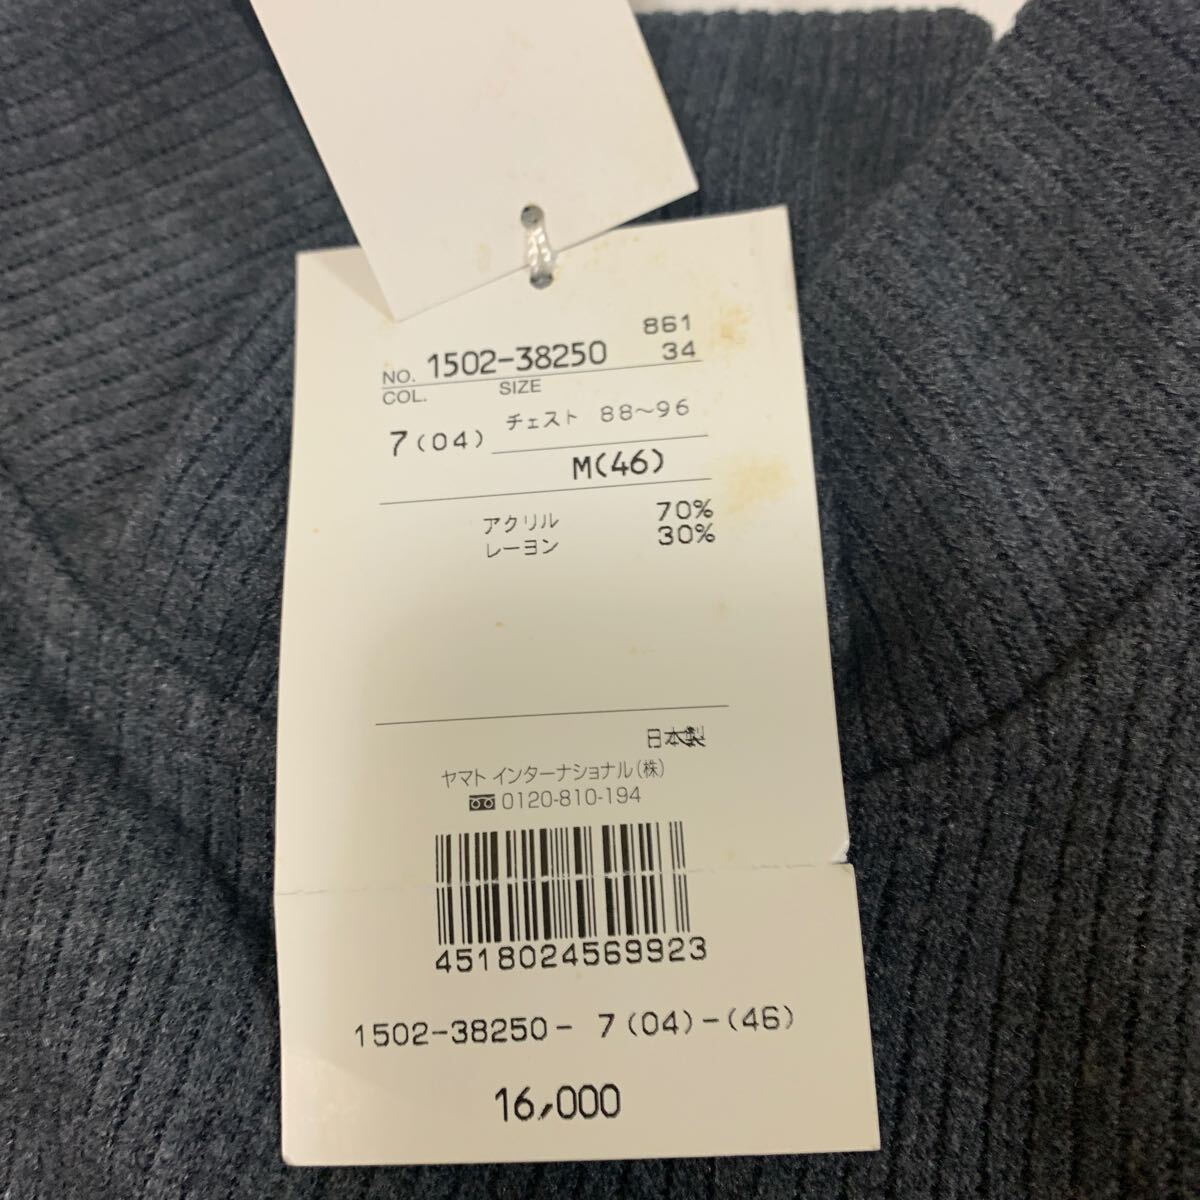 861
NO. 1502-38250 34
COL. SIZE
7(04) チェスト 88~96
M(46)
アクリル 70%
レーヨン 30%
日本製
ヤマト インターナショナル(株)
0120-810-194
4518024569923
1502-38250- 7(04)-(46)
16,000